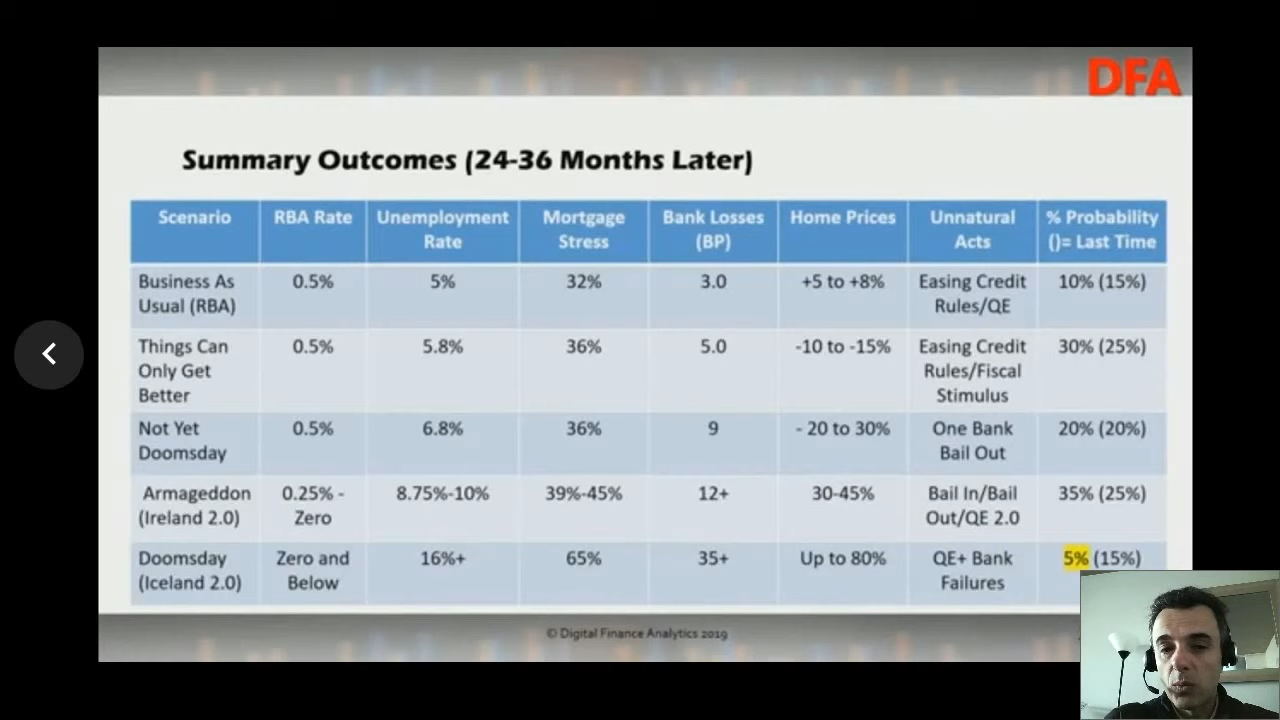 DFA
Summary Outcomes (24-36 Months Later)
Scenario RBA Rate Unemployment Rate Mortgage Stress Bank Losses (BP) Home Prices Unnatural Acts % Probability ()= Last Time
Business As Usual (RBA) 0.5% 5% 32% 3.0 +5 to +8% Easing Credit Rules/QE 10% (15%)
Things Can Only Get Better 0.5% 5.8% 36% 5.0 -10 to -15% Easing Credit Rules/Fiscal Stimulus 30% (25%)
Not Yet Doomsday 0.5% 6.8% 36% 9 - 20 to 30% One Bank Bail Out 20% (20%)
Armageddon (Ireland 2.0) 0.25% - Zero 8.75%-10% 39%-45% 12+ 30-45% Bail In/Bail Out/QE 2.0 35% (25%)
Doomsday (Iceland 2.0) Zero and Below 16%+ 65% 35+ Up to 80% QE+ Bank Failures 5% (15%)
© Digital Finance Analytics 2019